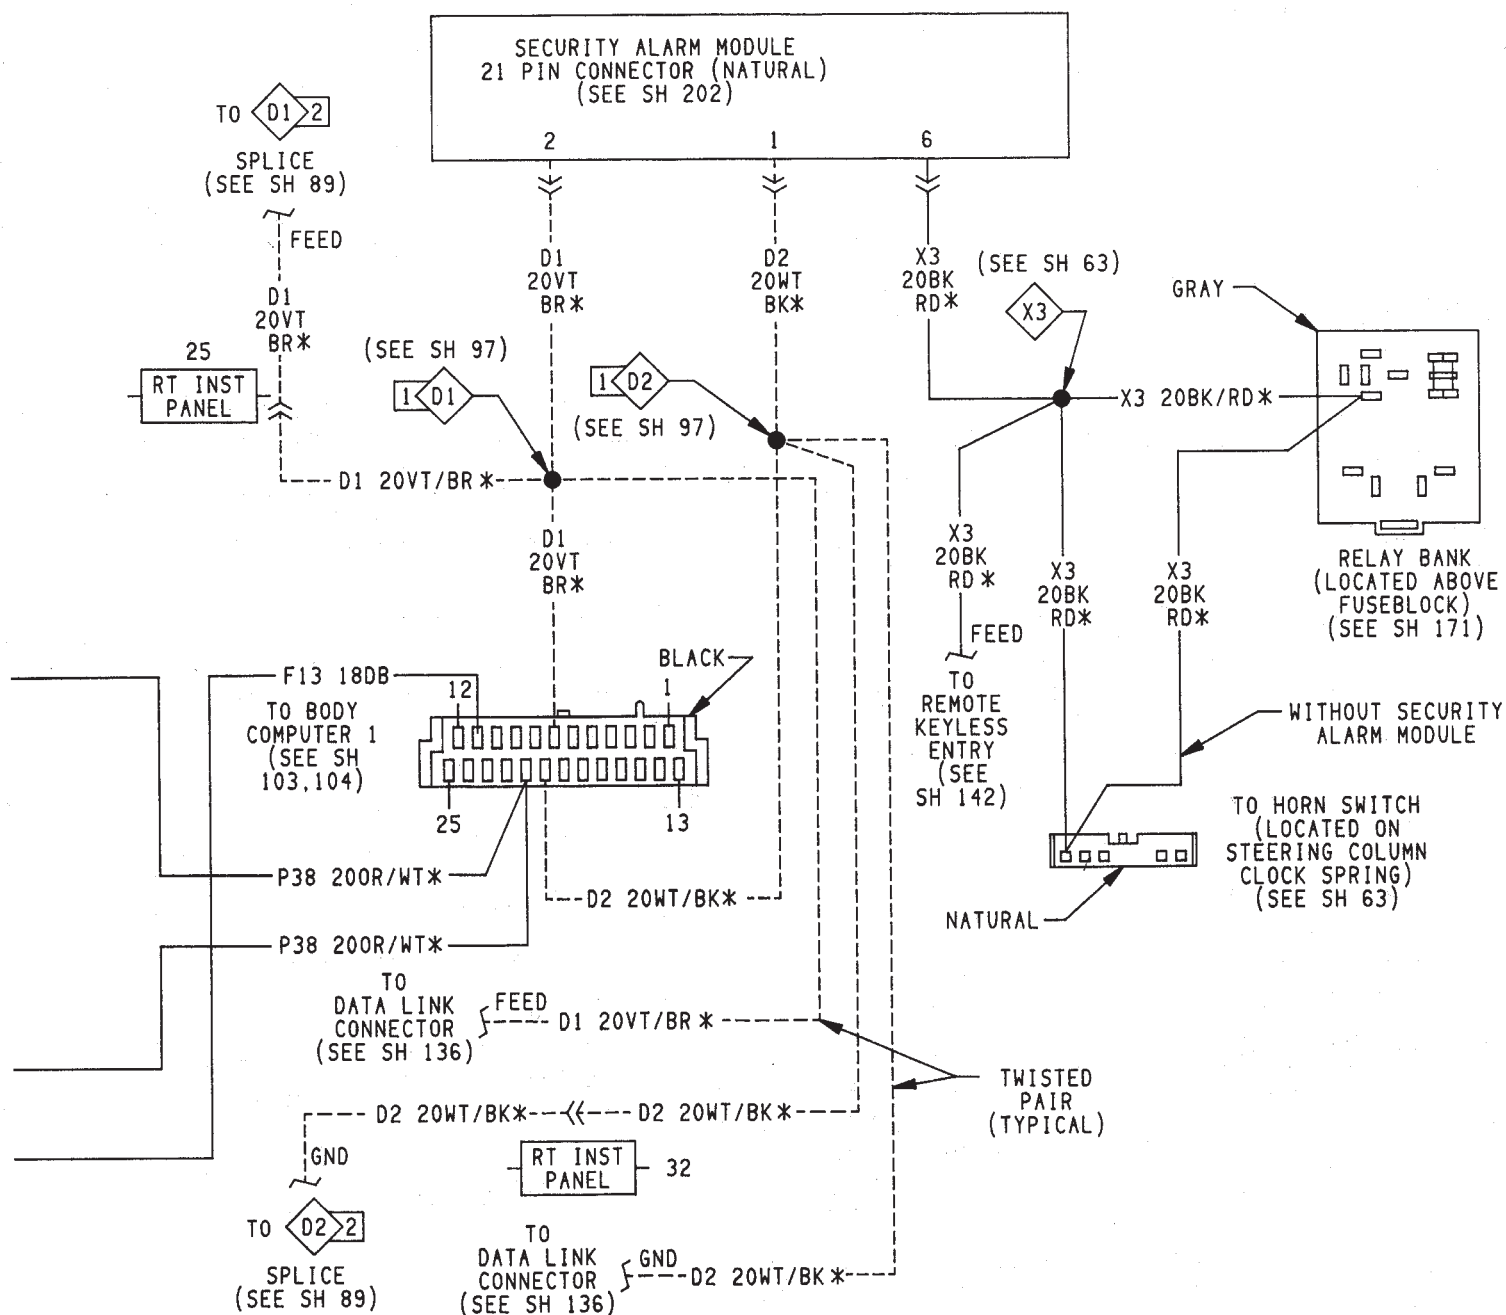 SECURITY ALARM MODULE
21 PIN CONNECTOR (NATURAL)
(SEE SH 202)
2
1
6
TO D1 2
SPLICE
(SEE SH 89)
FEED
D1
20VT
BR*
25
RT INST
PANEL
D1
20VT
BR*
D2
20WT
BK*
X3
20BK
RD*
(SEE SH 63)
X3
GRAY
(SEE SH 97)
1 D1
1 D2
(SEE SH 97)
X3 20BK/RD*
D1 20VT/BR*
D1
20VT
BR*
X3
20BK
RD*
FEED
TO
REMOTE
KEYLESS
ENTRY
(SEE
SH 142)
X3
20BK
RD*
X3
20BK
RD*
RELAY BANK
(LOCATED ABOVE
FUSEBLOCK)
(SEE SH 171)
F13 18DB
BLACK
12
1
TO BODY
COMPUTER 1
(SEE SH
103,104)
25
13
WITHOUT SECURITY
ALARM MODULE
TO HORN SWITCH
(LOCATED ON
STEERING COLUMN
CLOCK SPRING)
(SEE SH 63)
NATURAL
P38 20OR/WT*
D2 20WT/BK*
P38 20OR/WT*
TO
DATA LINK
CONNECTOR
(SEE SH 136)
FEED
D1 20VT/BR*
TWISTED
PAIR
(TYPICAL)
D2 20WT/BK*
D2 20WT/BK*
GND
RT INST
PANEL
32
TO D2 2
SPLICE
(SEE SH 89)
TO
DATA LINK
CONNECTOR
(SEE SH 136)
GND
D2 20WT/BK*